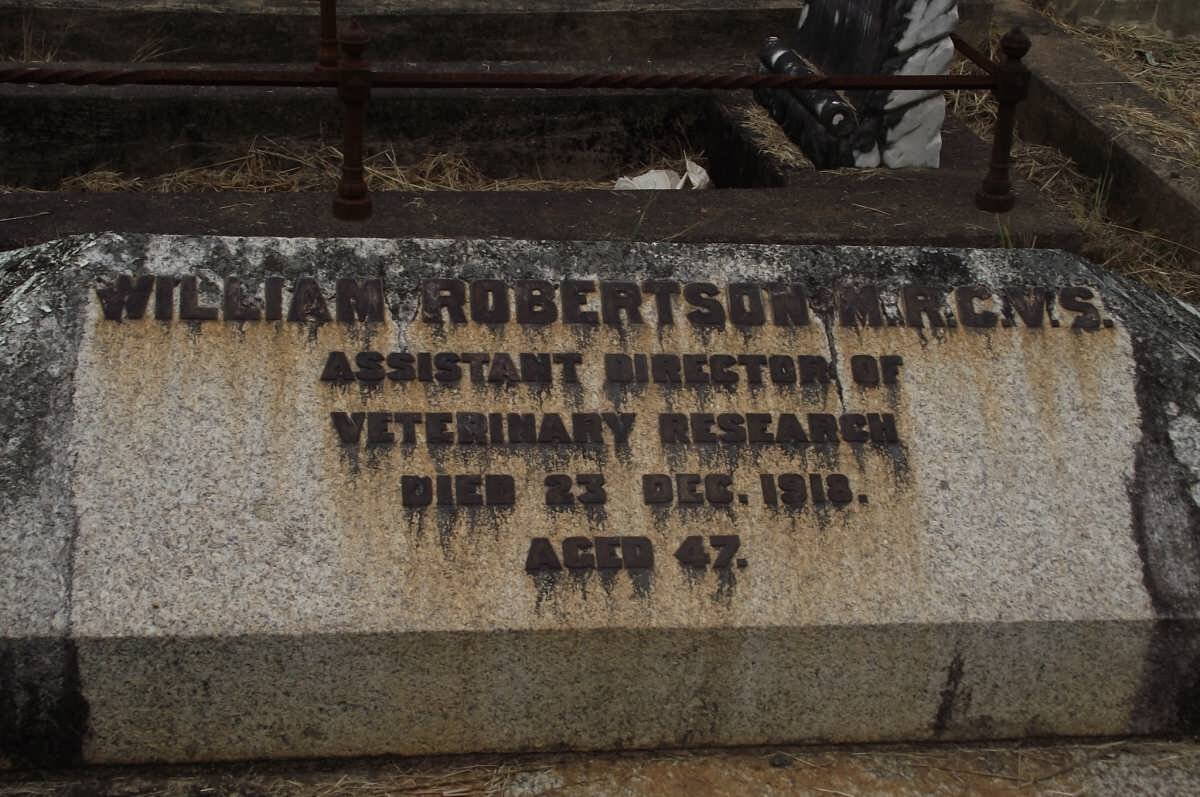 WILLIAM ROBERTSON M.R.C.V.S.
ASSISTANT DIRECTOR OF
VETERINARY RESEARCH
DIED 23 DEC. 1918.
AGED 47.